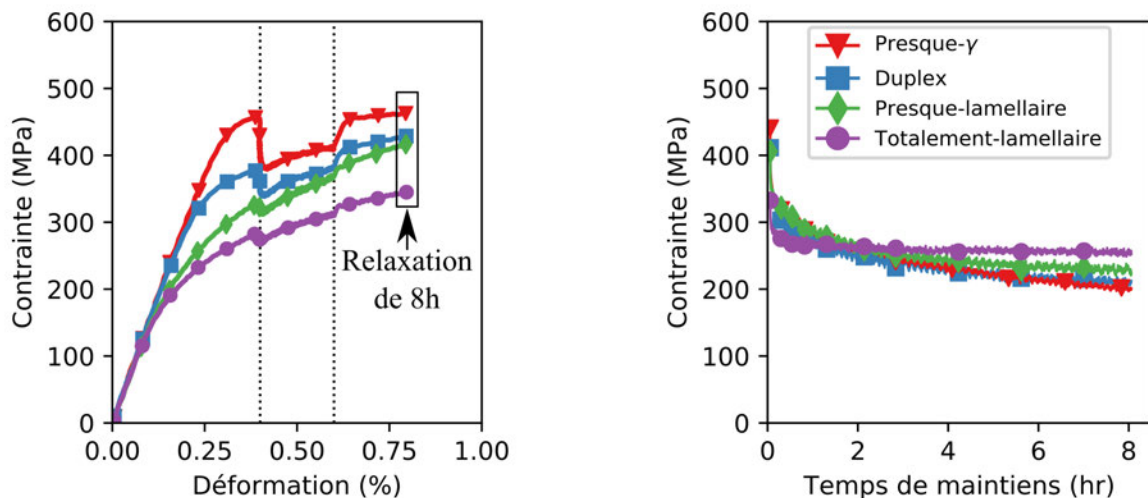 600
500
400
300
200
100
0
Contrainte (MPa)
0.00
0.25
0.50
0.75
1.00
Déformation (%)
Relaxation
de 8h
600
500
400
300
200
100
0
Contrainte (MPa)
Presque-γ
Duplex
Presque-lamellaire
Totalement-lamellaire
0
2
4
6
8
Temps de maintiens (hr)